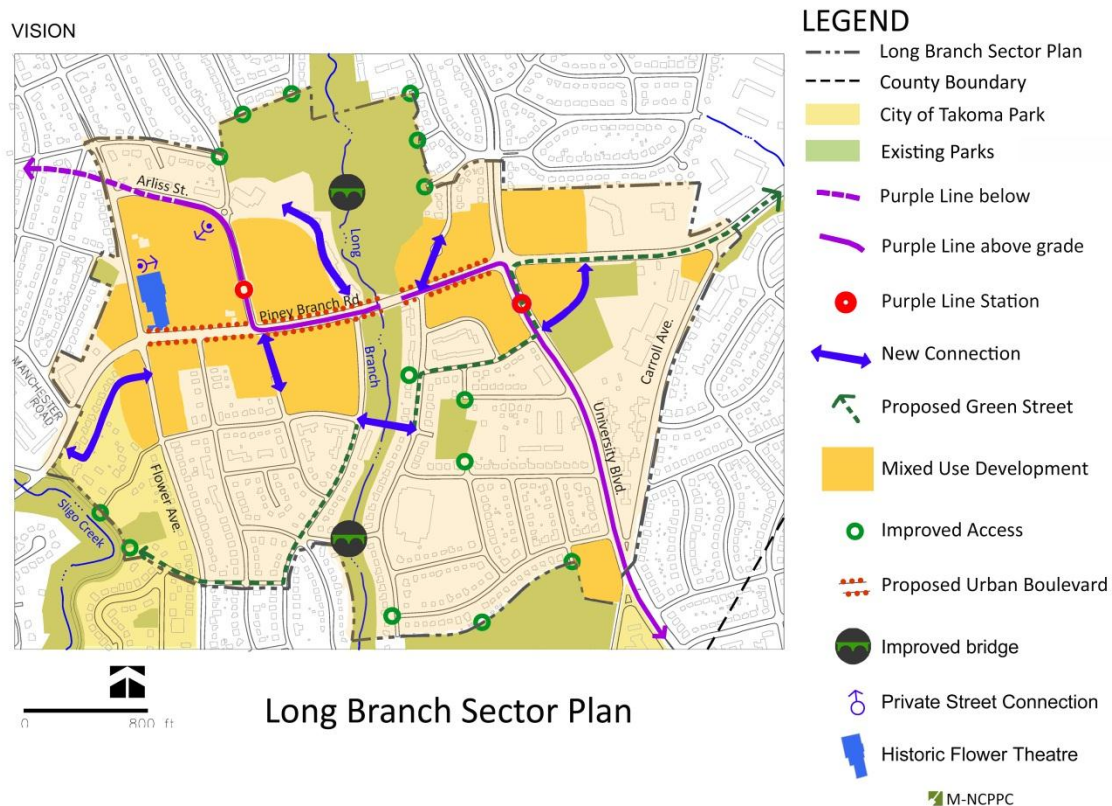 VISION
Arliss St.
Long
Piney Branch Rd.
Branch
Carroll Ave.
MANCHESTER
ROAD
University Blvd.
Flower Ave.
Sligo Creek
0 800 ft
Long Branch Sector Plan
LEGEND
Long Branch Sector Plan
County Boundary
City of Takoma Park
Existing Parks
Purple Line below
Purple Line above grade
Purple Line Station
New Connection
Proposed Green Street
Mixed Use Development
Improved Access
Proposed Urban Boulevard
Improved bridge
Private Street Connection
Historic Flower Theatre
M-NCPPC